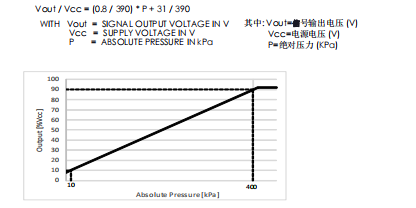 Vout / Vcc = (0.8 / 390) * P + 31 / 390
WITH Vout = SIGNAL OUTPUT VOLTAGE IN V
Vcc = SUPPLY VOLTAGE IN V
P = ABSOLUTE PRESSURE IN kPa
其中: Vout=信号输出电压 (V)
Vcc=电源电压 (V)
P=绝对压力 (KPa)
Output [%Vcc]
100
90
80
70
60
50
40
30
20
10
0
10
400
Absolute Pressure [kPa]